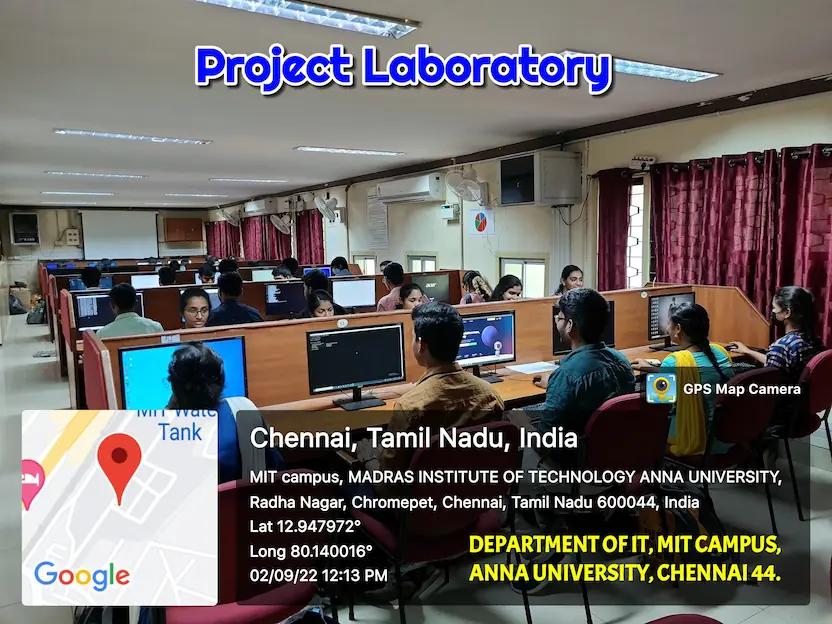 Project Laboratory
GPS Map Camera
MIT Wate
Tank
Google
Chennai, Tamil Nadu, India
MIT campus, MADRAS INSTITUTE OF TECHNOLOGY ANNA UNIVERSITY,
Radha Nagar, Chromepet, Chennai, Tamil Nadu 600044, India
Lat 12.947972°
Long 80.140016°
02/09/22 12:13 PM
DEPARTMENT OF IT, MIT CAMPUS,
ANNA UNIVERSITY, CHENNAI 44.